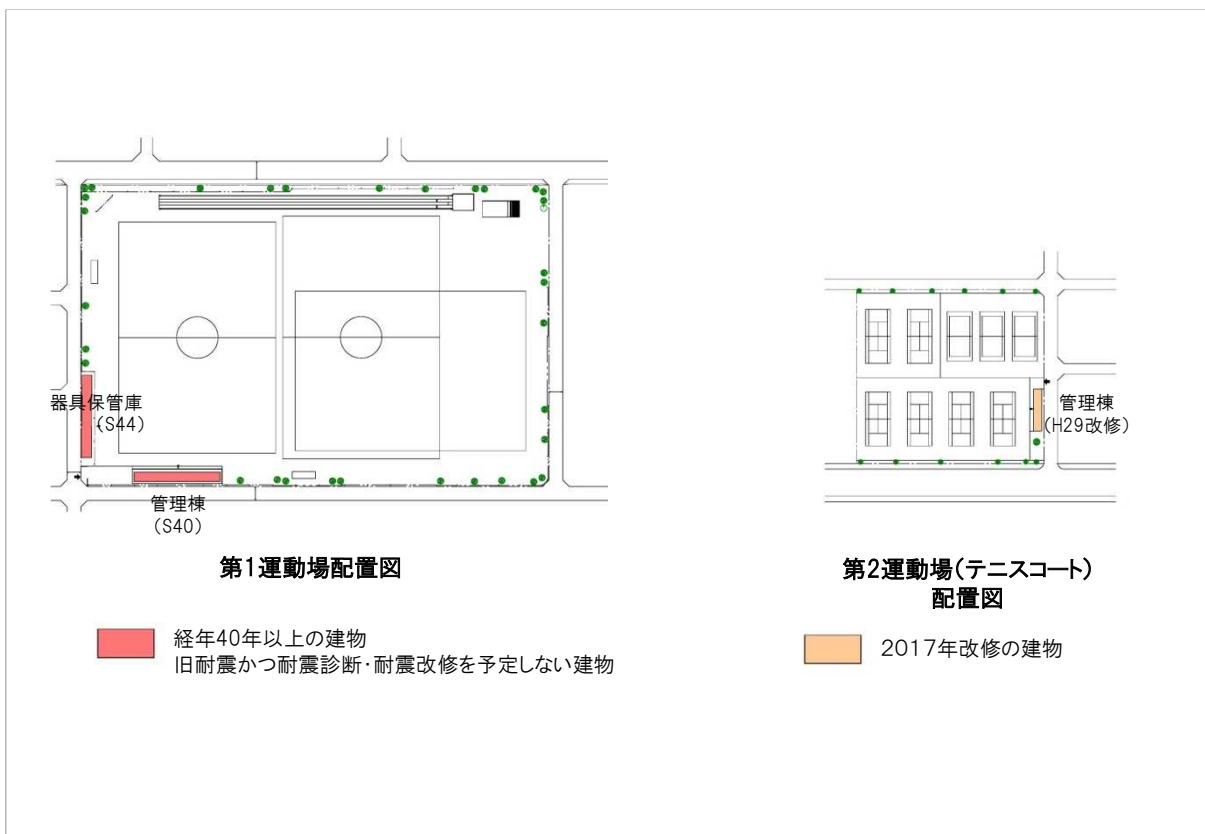 器具保管庫
(S44)
管理棟
(S40)
第1運動場配置図
経年40年以上の建物
旧耐震かつ耐震診断・耐震改修を予定しない建物
管理棟
(H29改修)
第2運動場(テニスコート)
配置図
2017年改修の建物